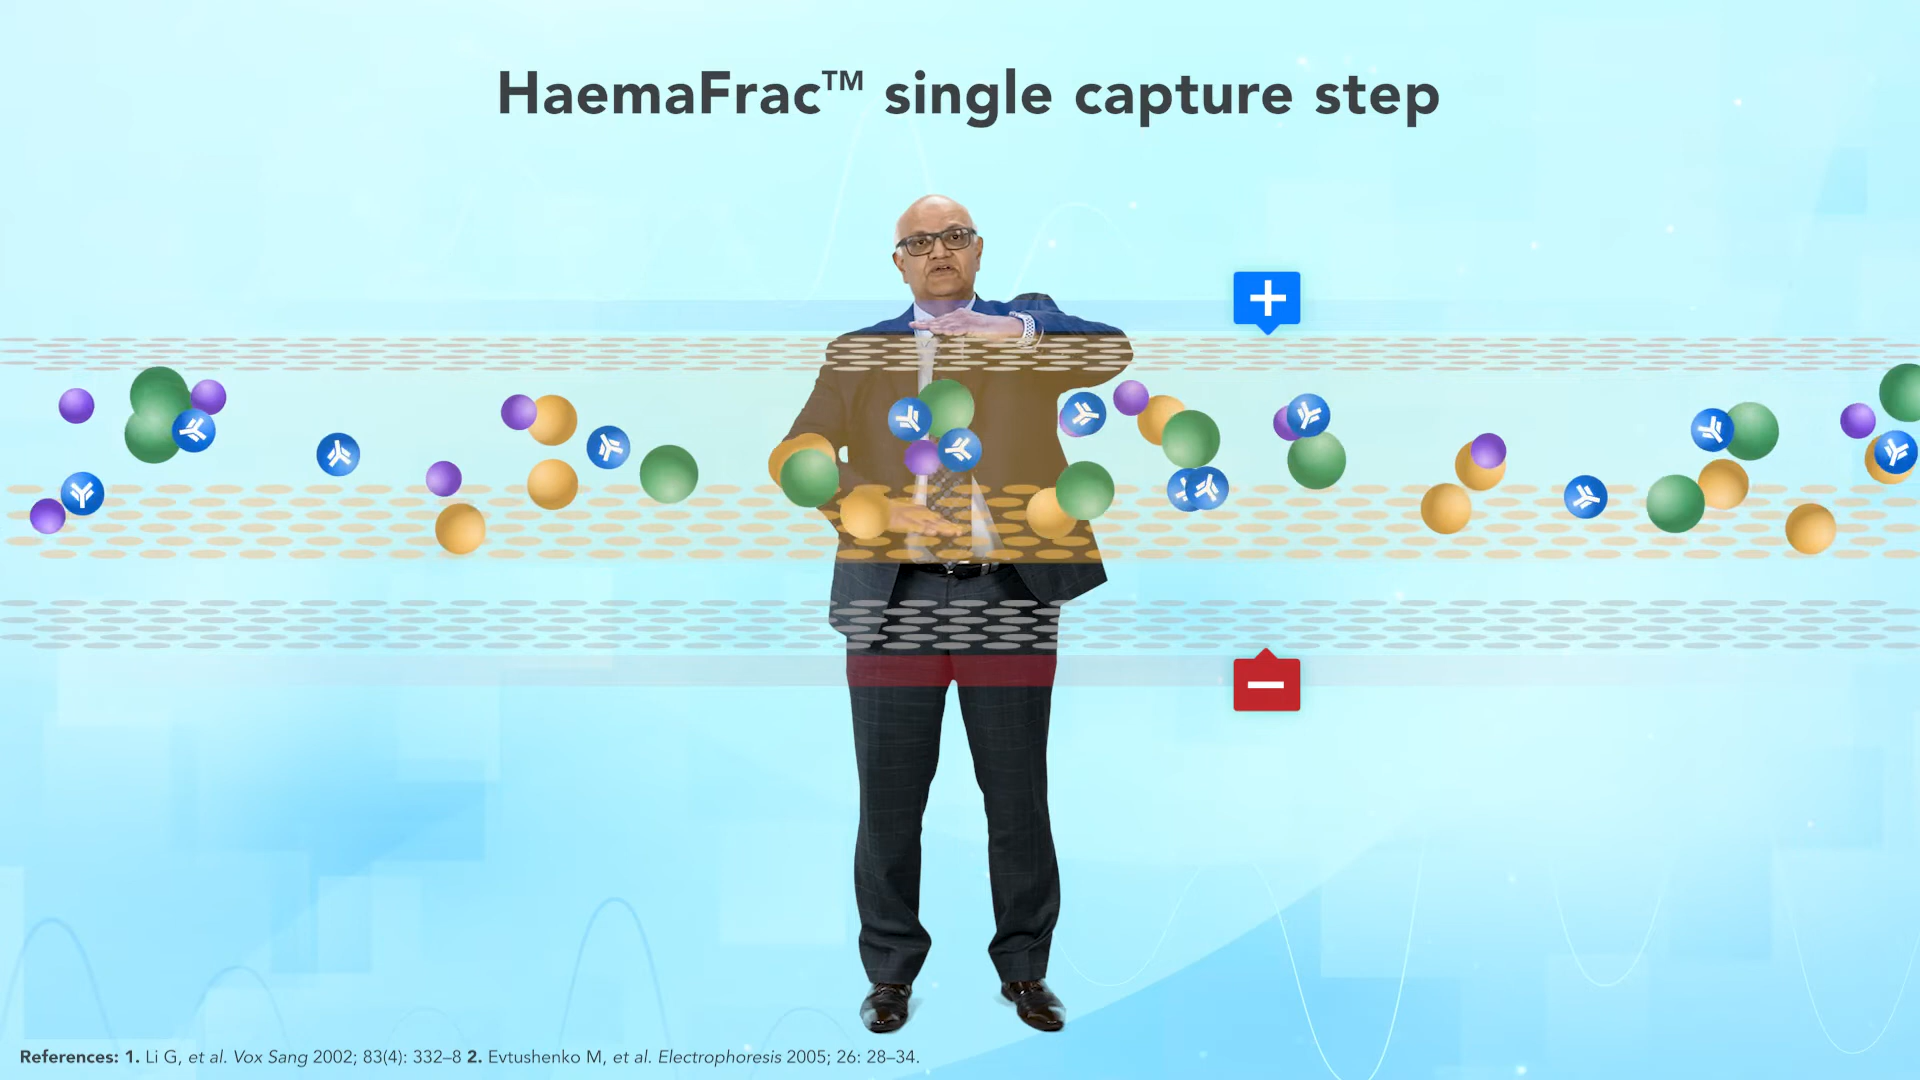 HaemaFrac™ single capture step
+
−
References: 1. Li G, et al. Vox Sang 2002; 83(4): 332–8 2. Evtushenko M, et al. Electrophoresis 2005; 26: 28–34.